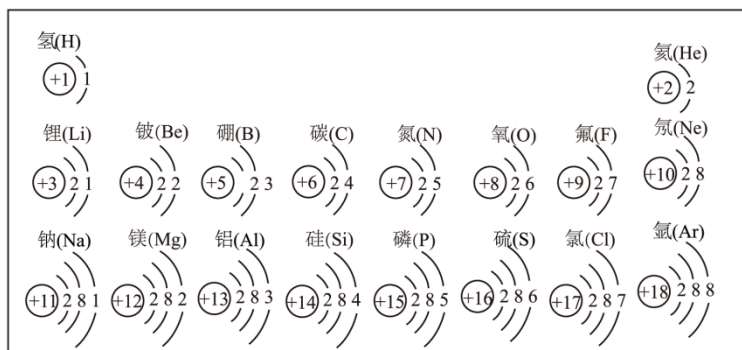 氢(H) 氦(He)
+1 1 +2 2
锂(Li) 铍(Be) 硼(B) 碳(C) 氮(N) 氧(O) 氟(F) 氖(Ne)
+3 2 1 +4 2 2 +5 2 3 +6 2 4 +7 2 5 +8 2 6 +9 2 7 +10 2 8
钠(Na) 镁(Mg) 铝(Al) 硅(Si) 磷(P) 硫(S) 氯(Cl) 氩(Ar)
+11 2 8 1 +12 2 8 2 +13 2 8 3 +14 2 8 4 +15 2 8 5 +16 2 8 6 +17 2 8 7 +18 2 8 8